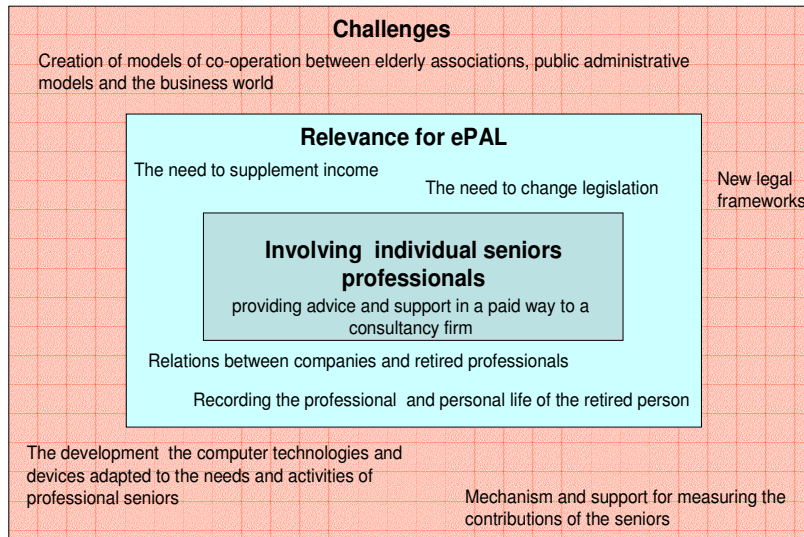 Challenges
Creation of models of co-operation between elderly associations, public administrative
models and the business world
Relevance for ePAL
The need to supplement income
The need to change legislation
New legal
frameworks
Involving individual seniors
professionals
providing advice and support in a paid way to a
consultancy firm
Relations between companies and retired professionals
Recording the professional and personal life of the retired person
The development the computer technologies and
devices adapted to the needs and activities of
professional seniors
Mechanism and support for measuring the
contributions of the seniors